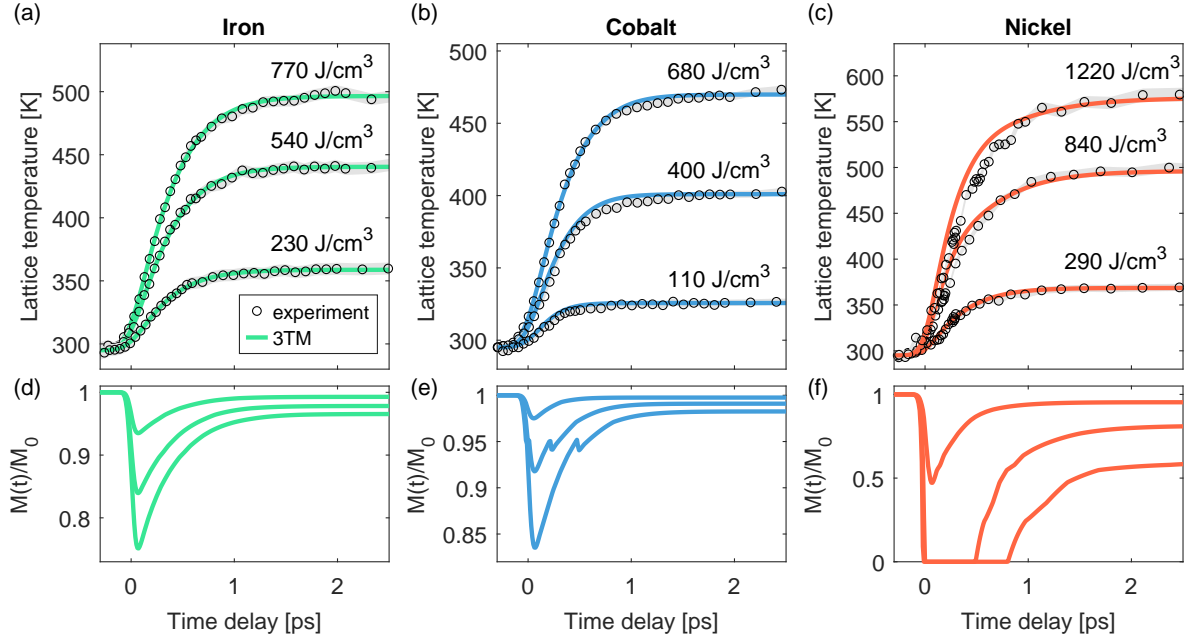 (a)
Iron
Lattice temperature [K]
500
450
400
350
300
770 J/cm³
540 J/cm³
230 J/cm³
experiment
3TM
(b)
Cobalt
Lattice temperature [K]
500
450
400
350
300
680 J/cm³
400 J/cm³
110 J/cm³
(c)
Nickel
Lattice temperature [K]
600
550
500
450
400
350
300
1220 J/cm³
840 J/cm³
290 J/cm³
(d)
M(t)/M₀
1
0.9
0.8
0 1 2
Time delay [ps]
(e)
M(t)/M₀
1
0.95
0.9
0.85
0 1 2
Time delay [ps]
(f)
M(t)/M₀
1
0.5
0
0 1 2
Time delay [ps]